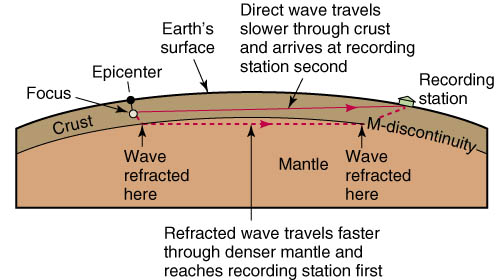 Direct wave travels
slower through crust
and arrives at recording
station second
Earth's
surface
Epicenter
Focus
Recording
station
Crust
M-discontinuity
Wave
refracted
here
Mantle
Wave
refracted
here
Refracted wave travels faster
through denser mantle and
reaches recording station first